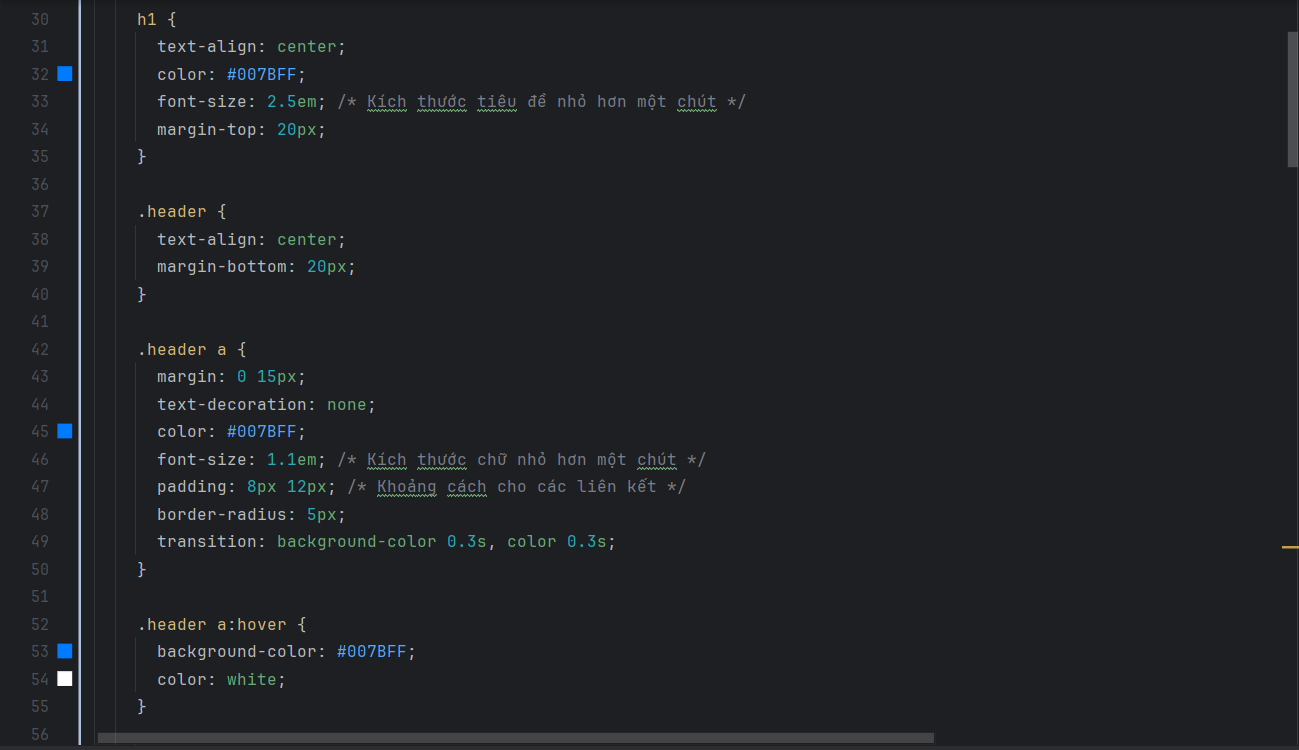 30 h1 {
31 text-align: center;
32 color: #007BFF;
33 font-size: 2.5em; /* Kích thước tiêu đề nhỏ hơn một chút */
34 margin-top: 20px;
35 }
36
37 .header {
38 text-align: center;
39 margin-bottom: 20px;
40 }
41
42 .header a {
43 margin: 0 15px;
44 text-decoration: none;
45 color: #007BFF;
46 font-size: 1.1em; /* Kích thước chữ nhỏ hơn một chút */
47 padding: 8px 12px; /* Khoảng cách cho các liên kết */
48 border-radius: 5px;
49 transition: background-color 0.3s, color 0.3s;
50 }
51
52 .header a:hover {
53 background-color: #007BFF;
54 color: white;
55 }
56